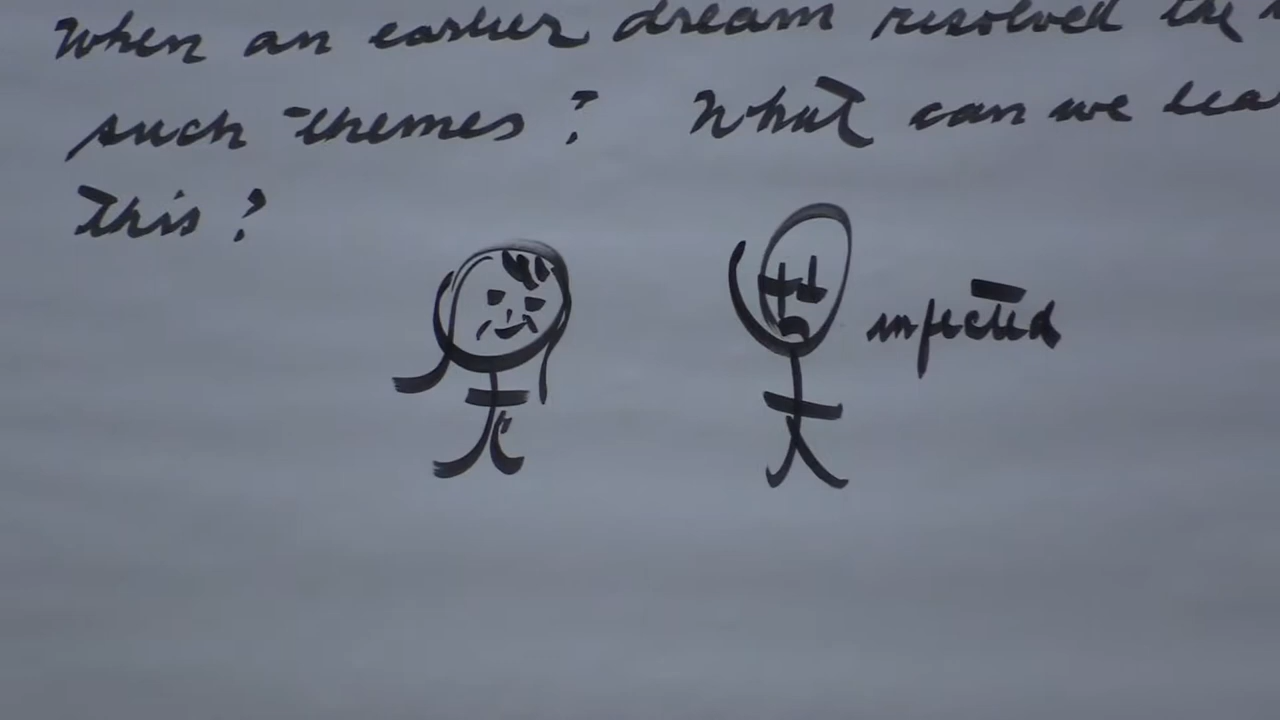 When an earlier dream resolved the
such themes? What can we
this?
infected